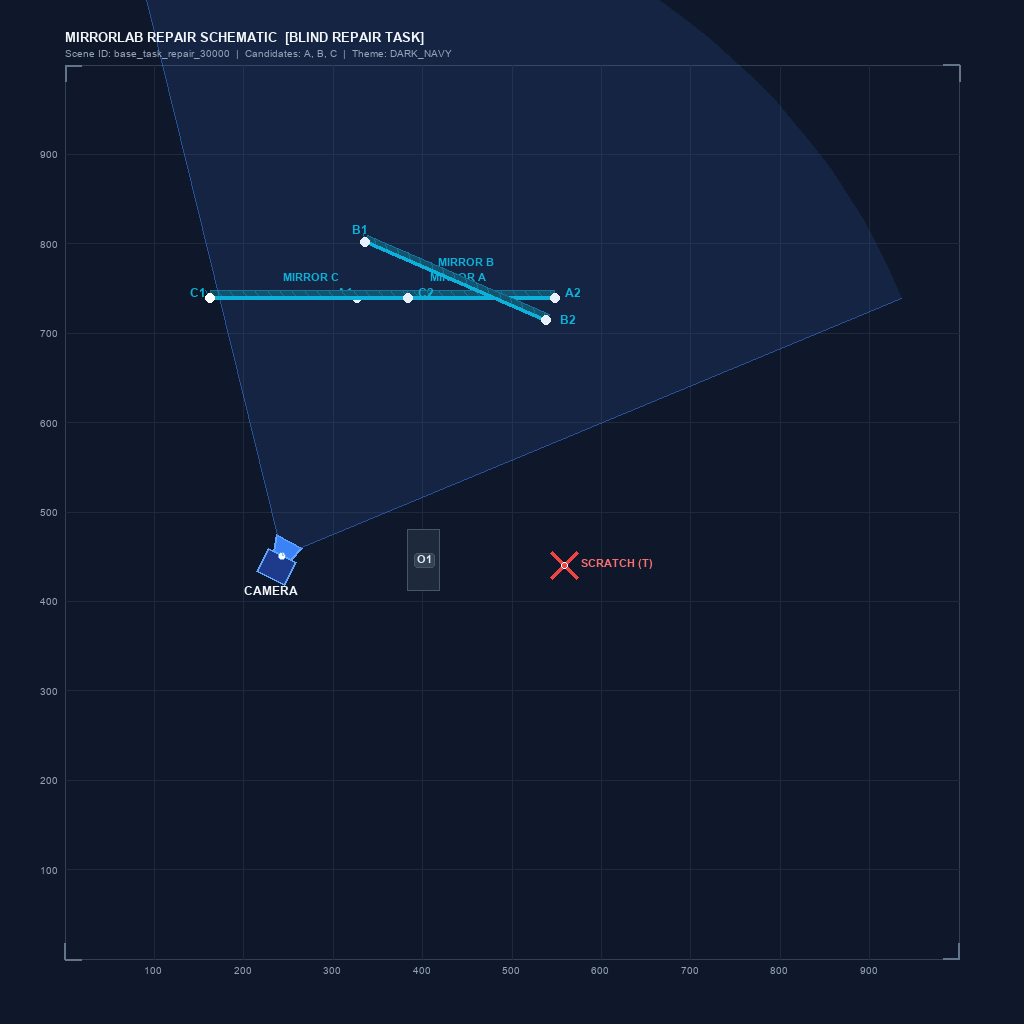 MIRRORLAB REPAIR SCHEMATIC [BLIND REPAIR TASK]
Scene ID: base_task_repair_30000 | Candidates: A, B, C | Theme: DARK_NAVY
900
800
700
600
500
400
300
200
100
B1
MIRROR B
MIRROR C
MIRROR A
C1
A1
C2
A2
B2
O1
SCRATCH (T)
CAMERA
100
200
300
400
500
600
700
800
900